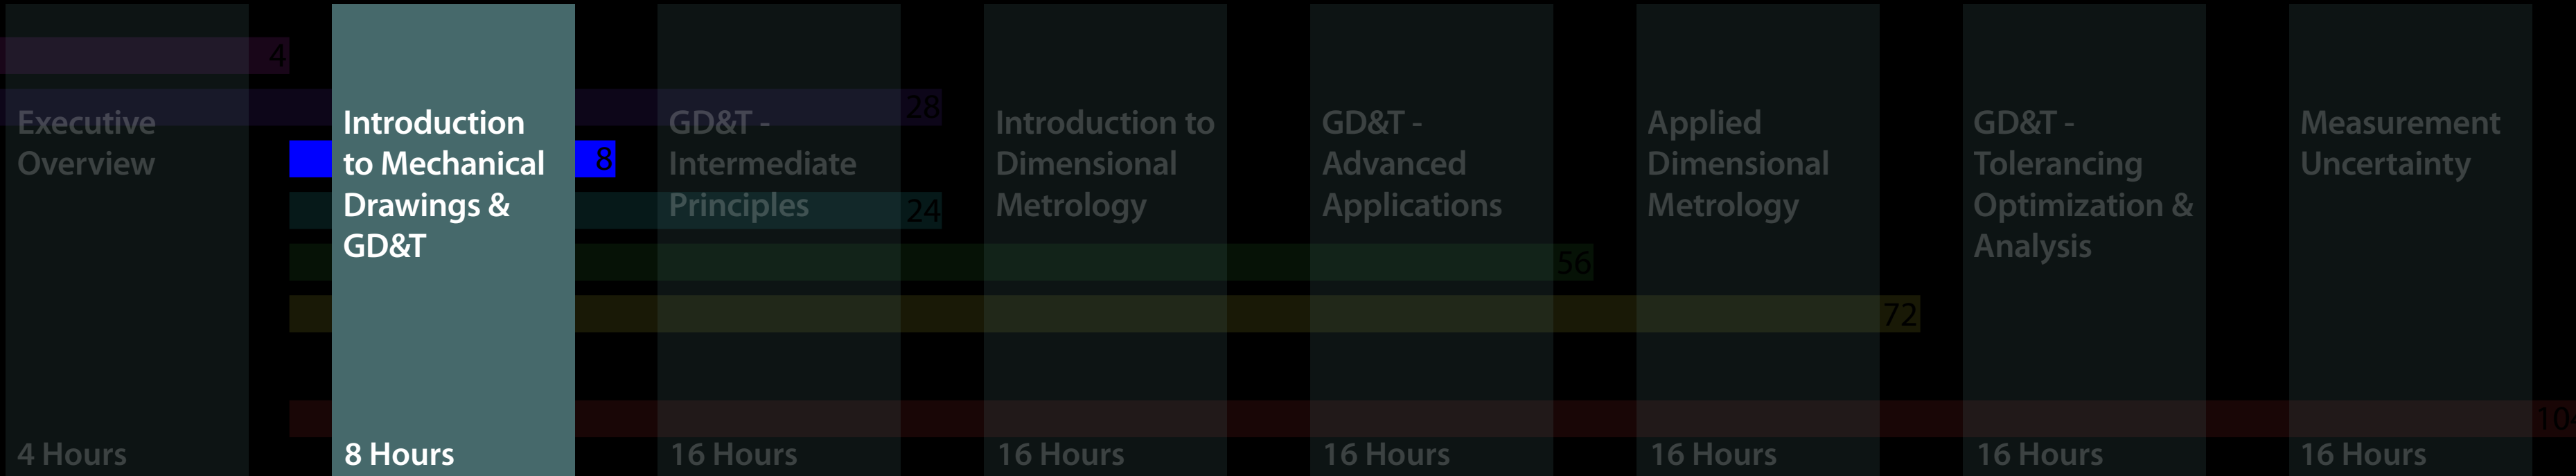 4
28
8
24
56
72
104
Executive
Overview
4 Hours
Introduction
to Mechanical
Drawings &
GD&T
8 Hours
GD&T -
Intermediate
Principles
16 Hours
Introduction to
Dimensional
Metrology
16 Hours
GD&T -
Advanced
Applications
16 Hours
Applied
Dimensional
Metrology
16 Hours
GD&T -
Tolerancing
Optimization &
Analysis
16 Hours
Measurement
Uncertainty
16 Hours